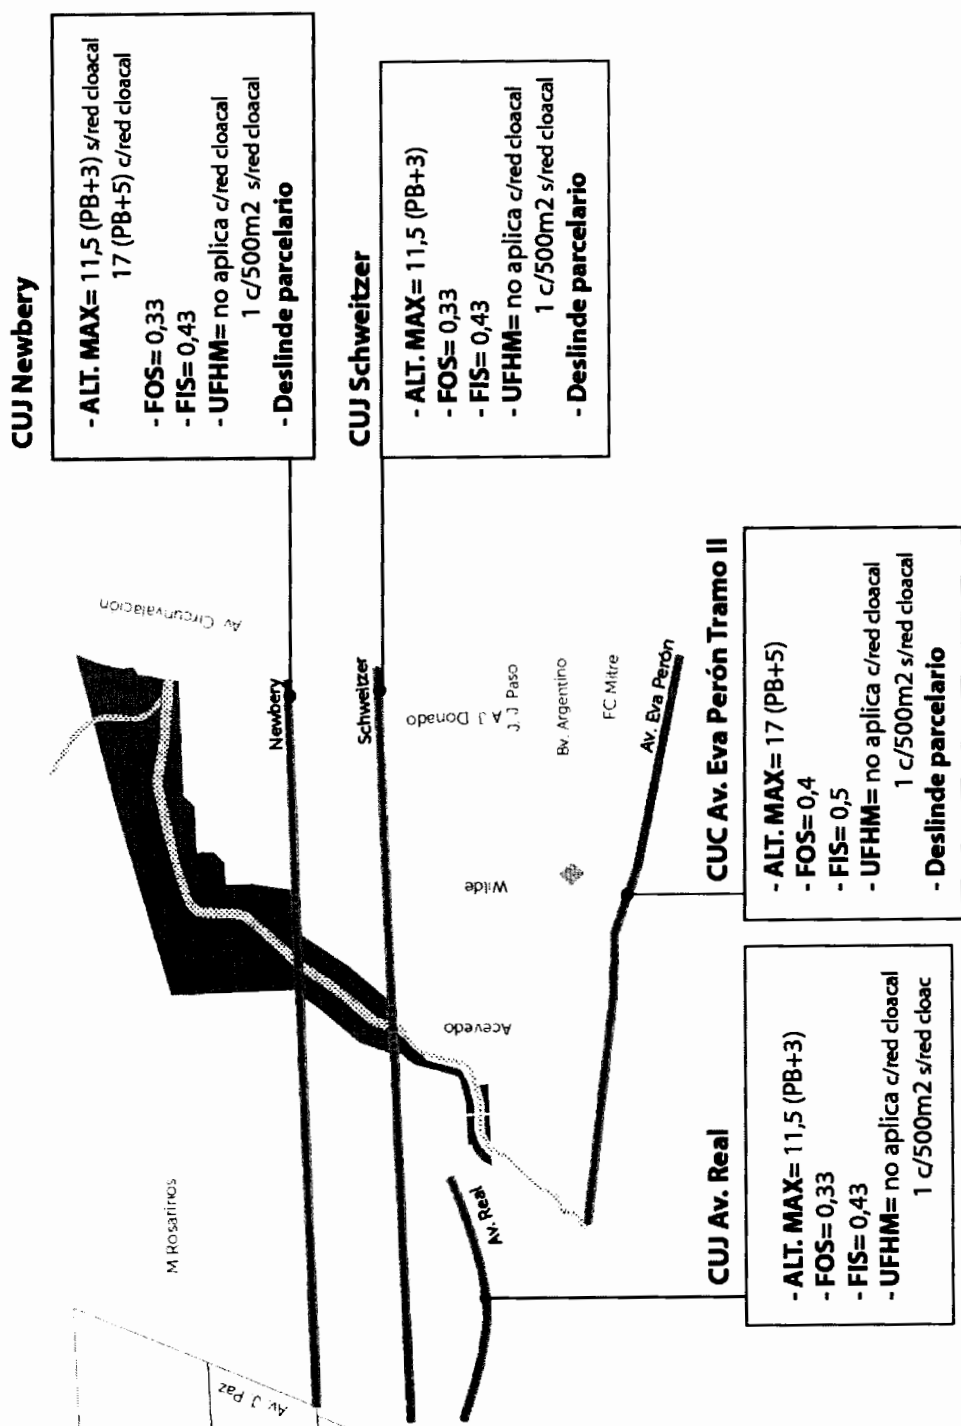 CUJ Newbery
- ALT. MAX= 11,5 (PB+3) s/red cloacal
17 (PB+5) c/red cloacal
- FOS= 0,33
- FIS= 0,43
- UFHM= no aplica c/red cloacal
1 c/500m2 s/red cloacal
- Deslinde parcelario
CUJ Schweitzer
- ALT. MAX= 11,5 (PB+3)
- FOS= 0,33
- FIS= 0,43
- UFHM= no aplica c/red cloacal
1 c/500m2 s/red cloacal
- Deslinde parcelario
Av. Circunvalación
Newbery
Schweitzer
A J. Donado
J. J Paso
Bv. Argentino
FC Mitre
Av. Eva Perón
Wilde
Acevedo
M Rosarinos
Av. J. Paz
Av. Real
CUC Av. Eva Perón Tramo II
- ALT. MAX= 17 (PB+5)
- FOS= 0,4
- FIS= 0,5
- UFHM= no aplica c/red cloacal
1 c/500m2 s/red cloacal
- Deslinde parcelario
CUJ Av. Real
- ALT. MAX= 11,5 (PB+3)
- FOS= 0,33
- FIS= 0,43
- UFHM= no aplica c/red cloacal
1 c/500m2 s/red cloac